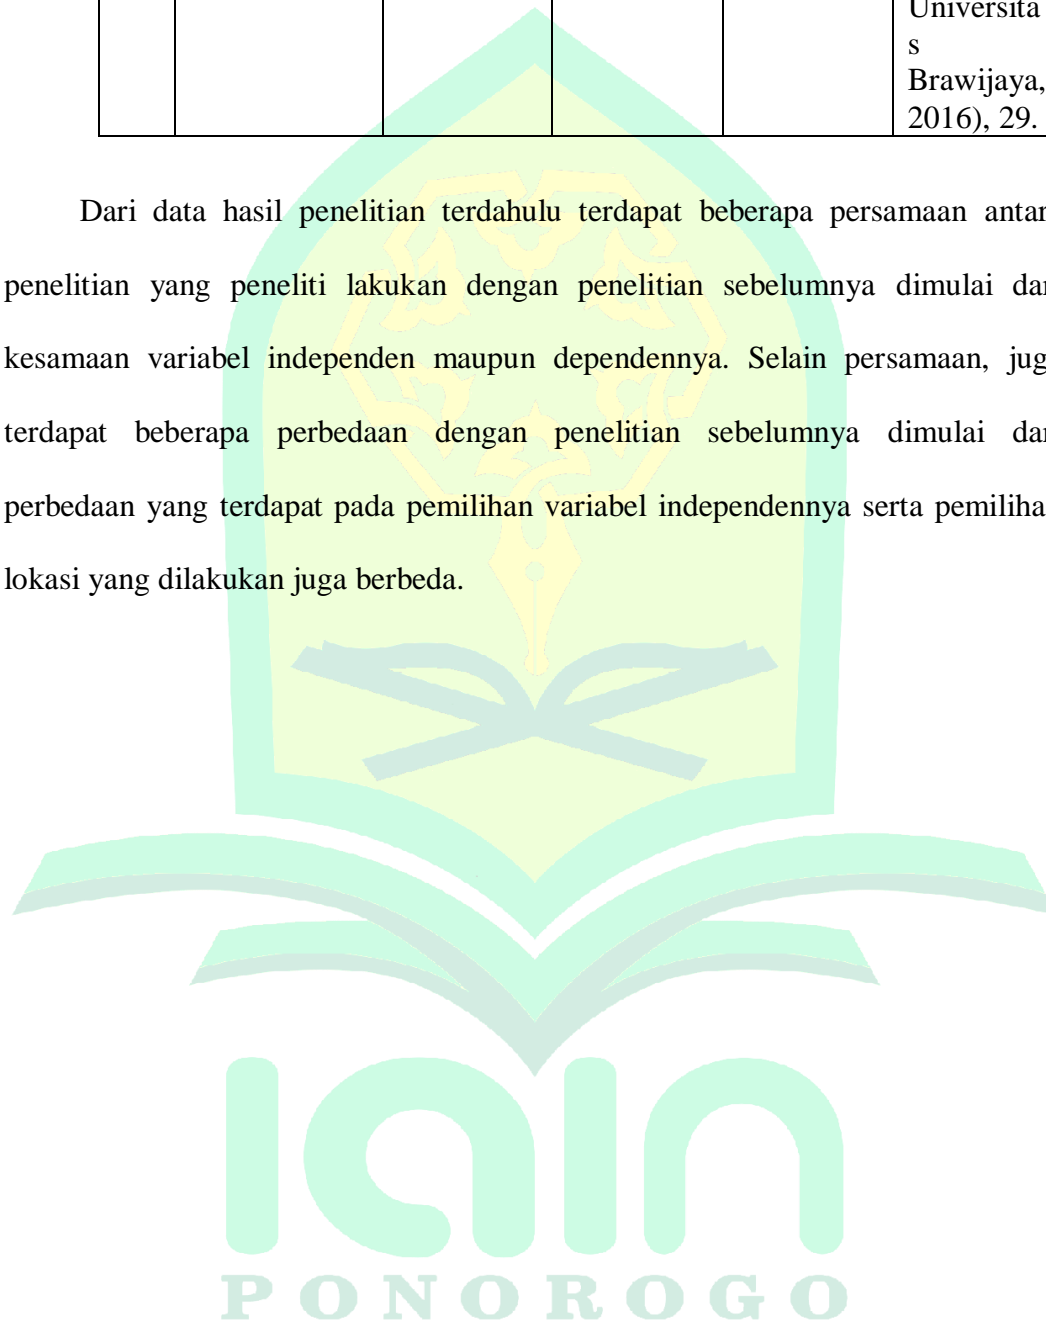 Universita
s
Brawijaya,
2016), 29.
Dari data hasil penelitian terdahulu terdapat beberapa persamaan antar
penelitian yang peneliti lakukan dengan penelitian sebelumnya dimulai dar
kesamaan variabel independen maupun dependennya. Selain persamaan, jug
terdapat beberapa perbedaan dengan penelitian sebelumnya dimulai dar
perbedaan yang terdapat pada pemilihan variabel independennya serta pemiliha
lokasi yang dilakukan juga berbeda.
iain
PONOROGO